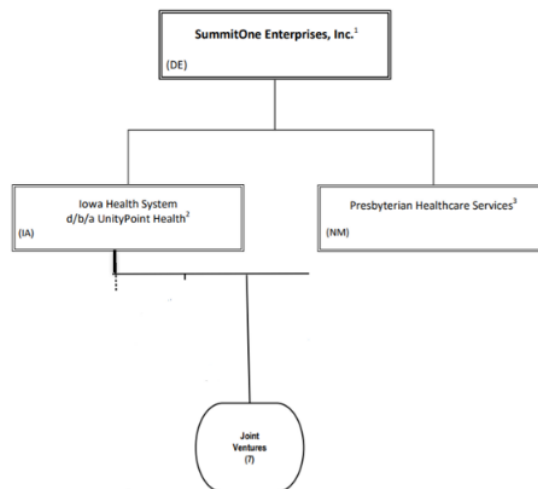 SummitOne Enterprises, Inc.¹
(DE)
Iowa Health System
d/b/a UnityPoint Health²
(IA)
Presbyterian Healthcare Services³
(NM)
Joint
Ventures
(7)